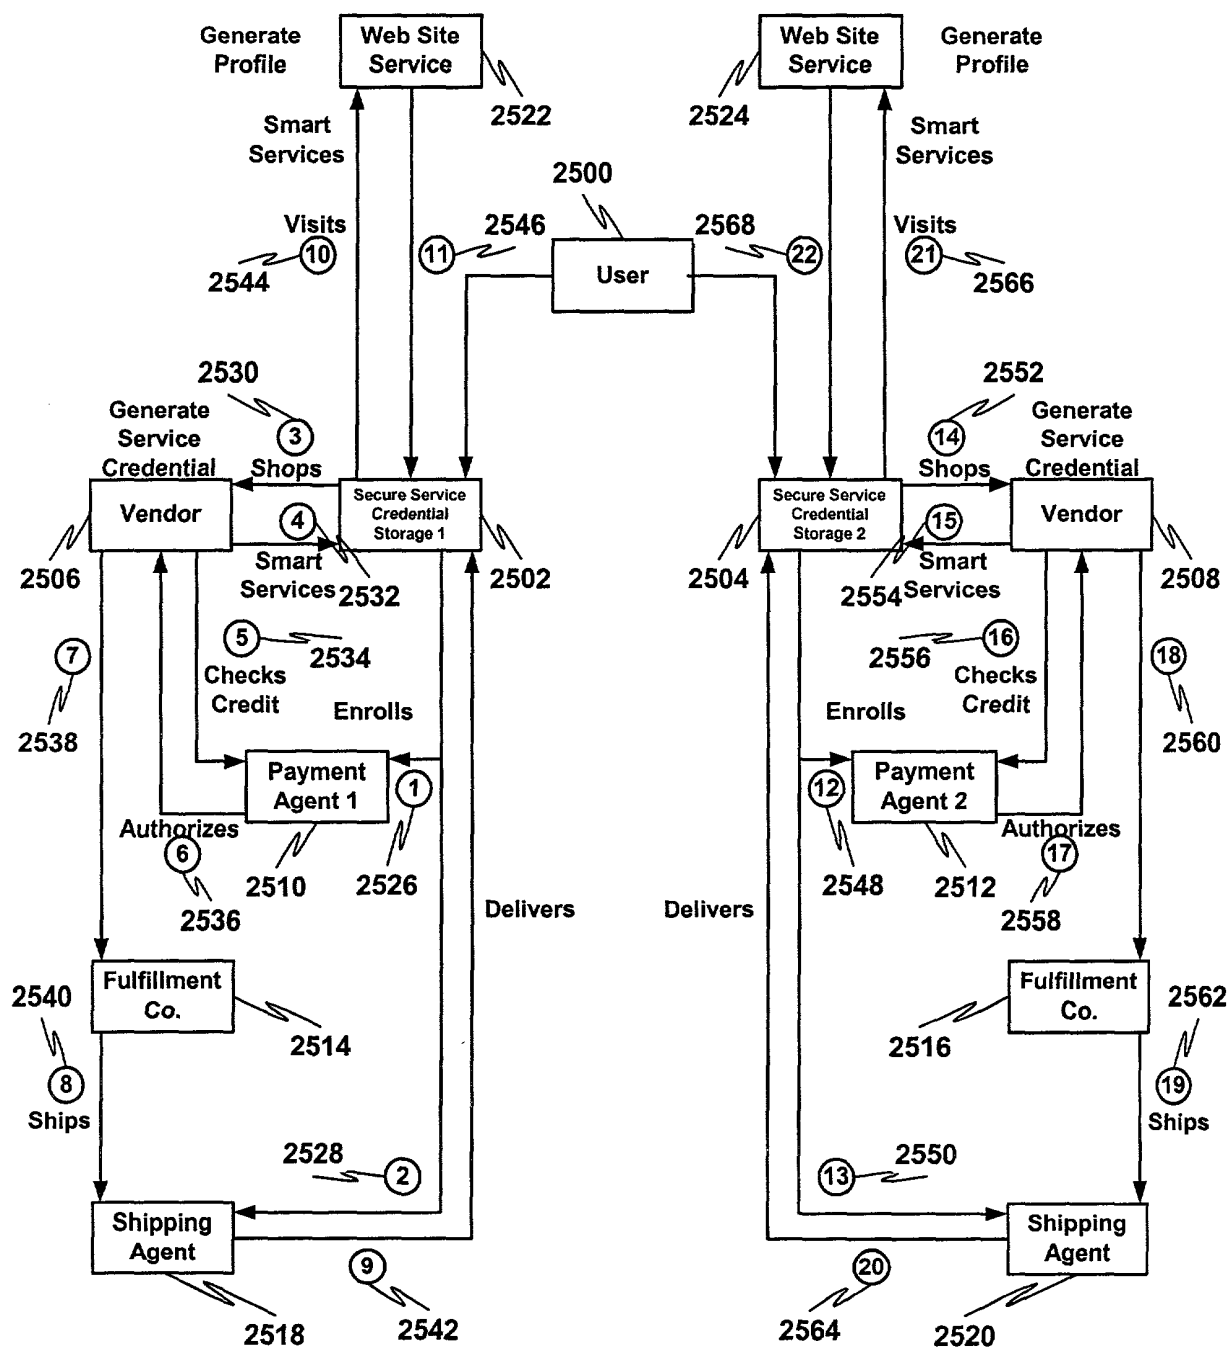 Generate
Profile
Web Site
Service
2522
Web Site
Service
2524
Generate
Profile
Smart
Services
Smart
Services
2500
Visits
10
2544
11
2546
User
2568
22
Visits
21
2566
2530
Generate
Service
Credential
3
Shops
2552
14
Shops
Generate
Service
Credential
Vendor
2506
Secure Service
Credential
Storage 1
2502
4
Smart
Services
2532
Secure Service
Credential
Storage 2
2504
15
Smart
Services
2554
Vendor
2508
7
2538
5
2534
Checks
Credit
Enrolls
2556
16
Checks
Credit
Enrolls
18
2560
Payment
Agent 1
1
12
Payment
Agent 2
Authorizes
6
2536
2510
2526
2548
2512
Authorizes
17
2558
Delivers
Delivers
2540
Fulfillment
Co.
2514
Fulfillment
Co.
2516
2562
8
Ships
19
Ships
2528
2
13
2550
Shipping
Agent
2518
9
2542
20
2564
Shipping
Agent
2520